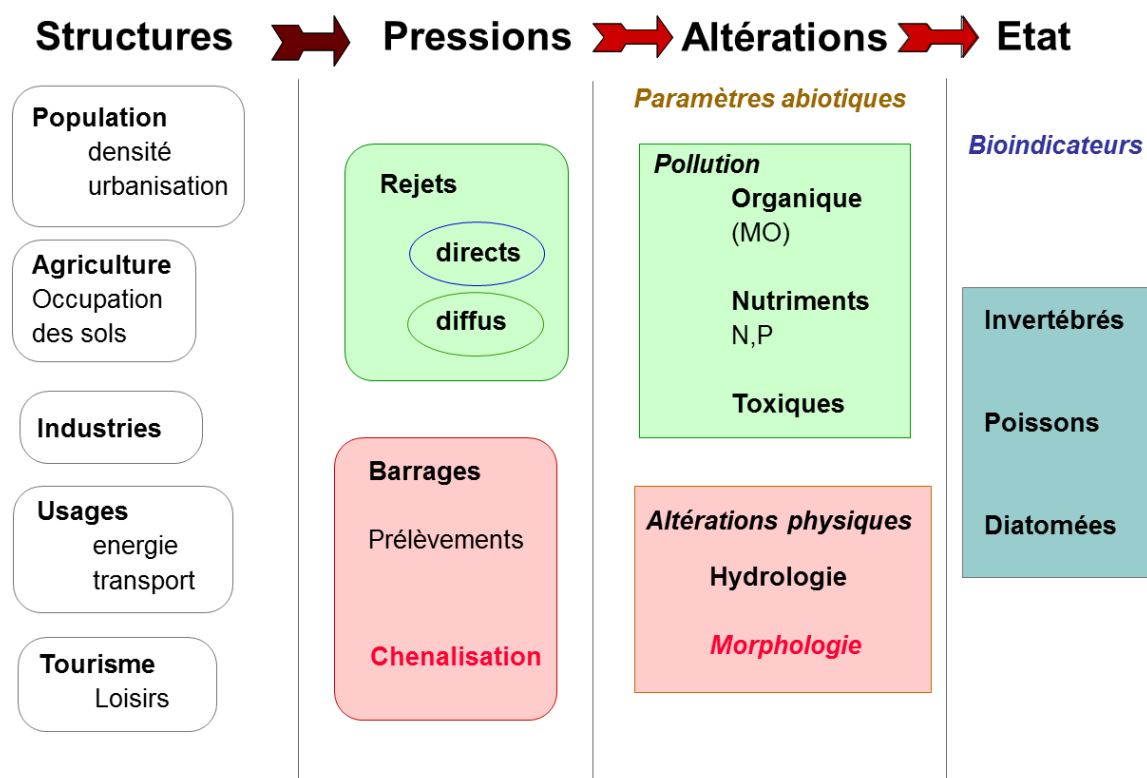 Structures
Pressions
Altérations
Etat
Population
densité
urbanisation
Agriculture
Occupation
des sols
Industries
Usages
energie
transport
Tourisme
Loisirs
Rejets
directs
diffus
Barrages
Prélèvements
Chenalisation
Paramètres abiotiques
Pollution
Organique
(MO)
Nutriments
N,P
Toxiques
Altérations physiques
Hydrologie
Morphologie
Bioindicateurs
Invertébrés
Poissons
Diatomées